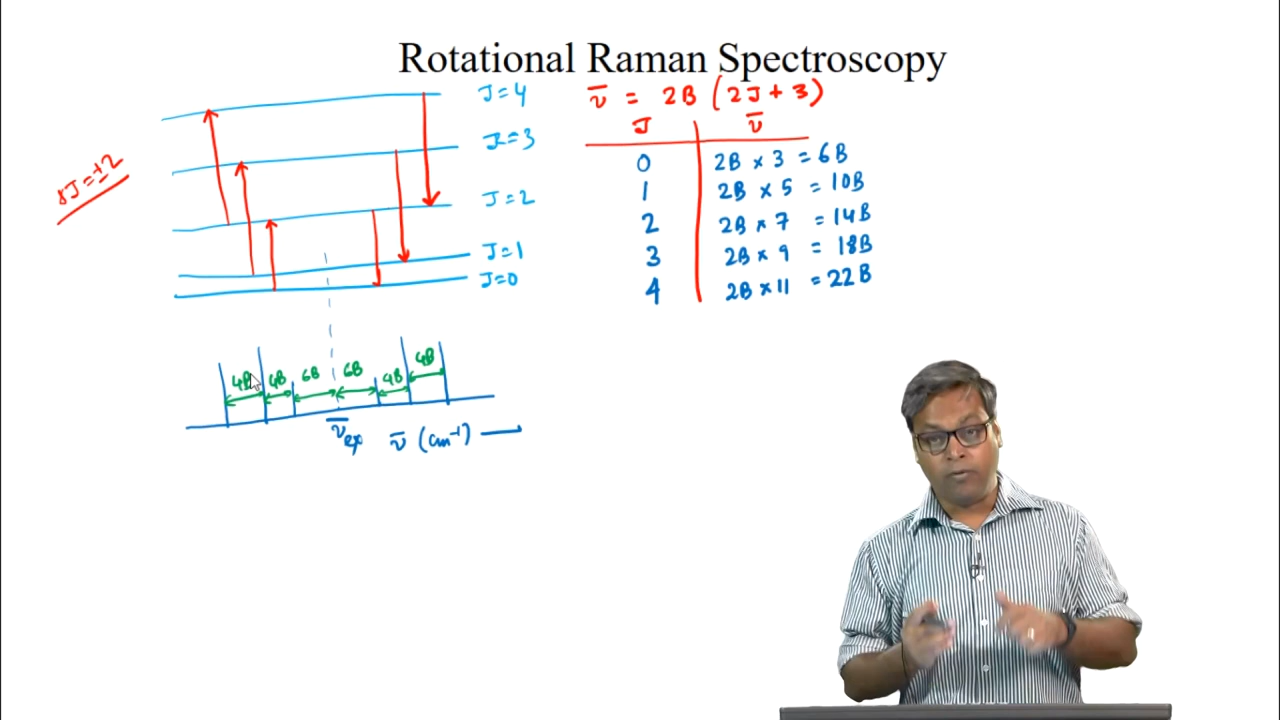 Rotational Raman Spectroscopy
J=4
J=3
J=2
J=1
J=0
δJ=±2
ν̄ = 2B (2J+3)
J ν̄
0 2B × 3 = 6B
1 2B × 5 = 10B
2 2B × 7 = 14B
3 2B × 9 = 18B
4 2B × 11 = 22B
4B 4B 6B 6B 4B 4B
ν̄ex ν̄ (cm⁻¹)